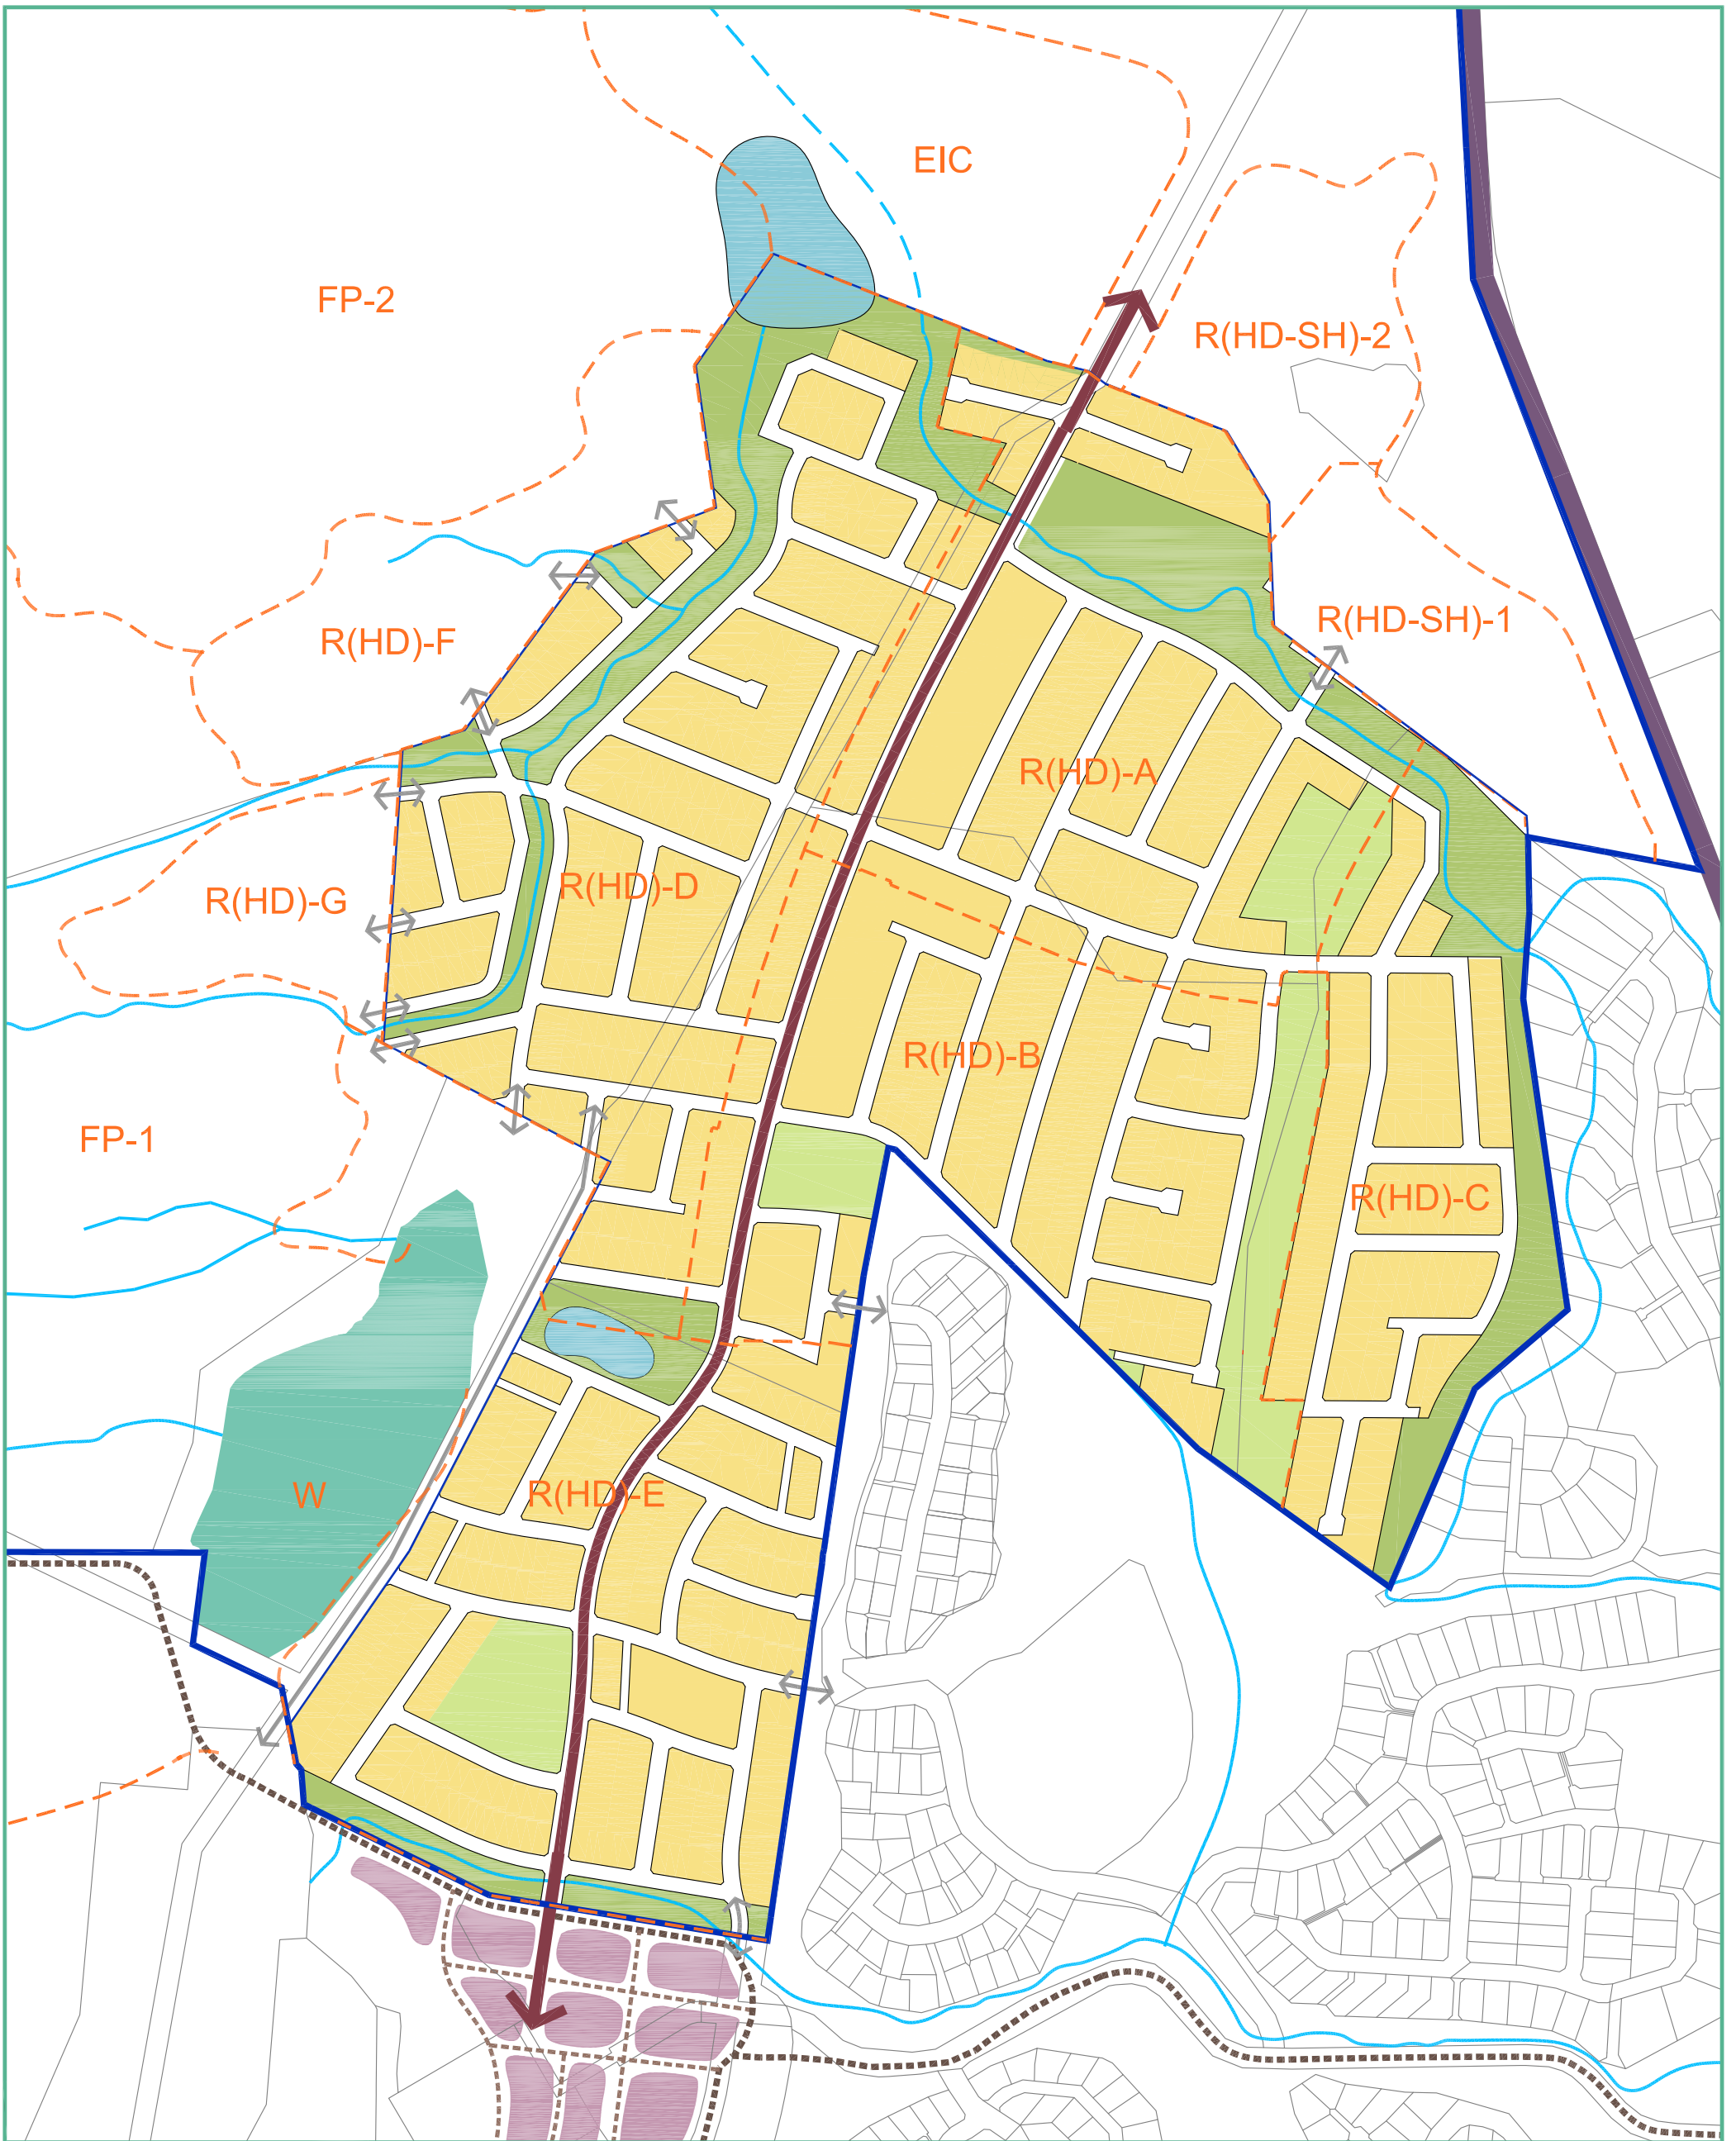 EIC
FP-2
R(HD-SH)-2
R(HD-SH)-1
R(HD)-F
R(HD)-A
R(HD)-G
R(HD)-D
R(HD)-B
FP-1
R(HD)-C
W
R(HD)-E